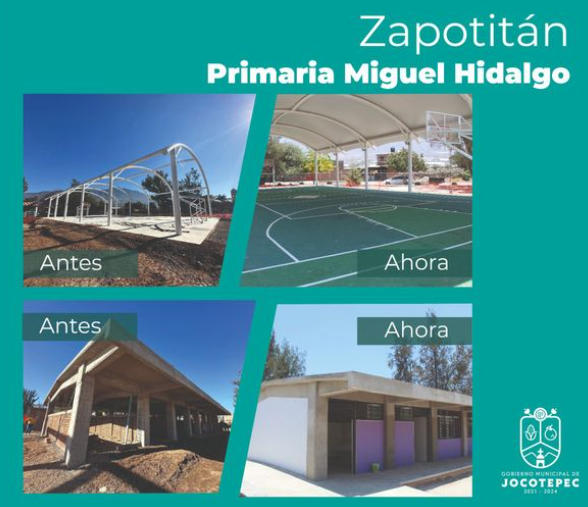 Zapotitán
Primaria Miguel Hidalgo
Antes
Ahora
Antes
Ahora
GOBIERNO MUNICIPAL DE
JOCOTEPEC
2021 - 2024